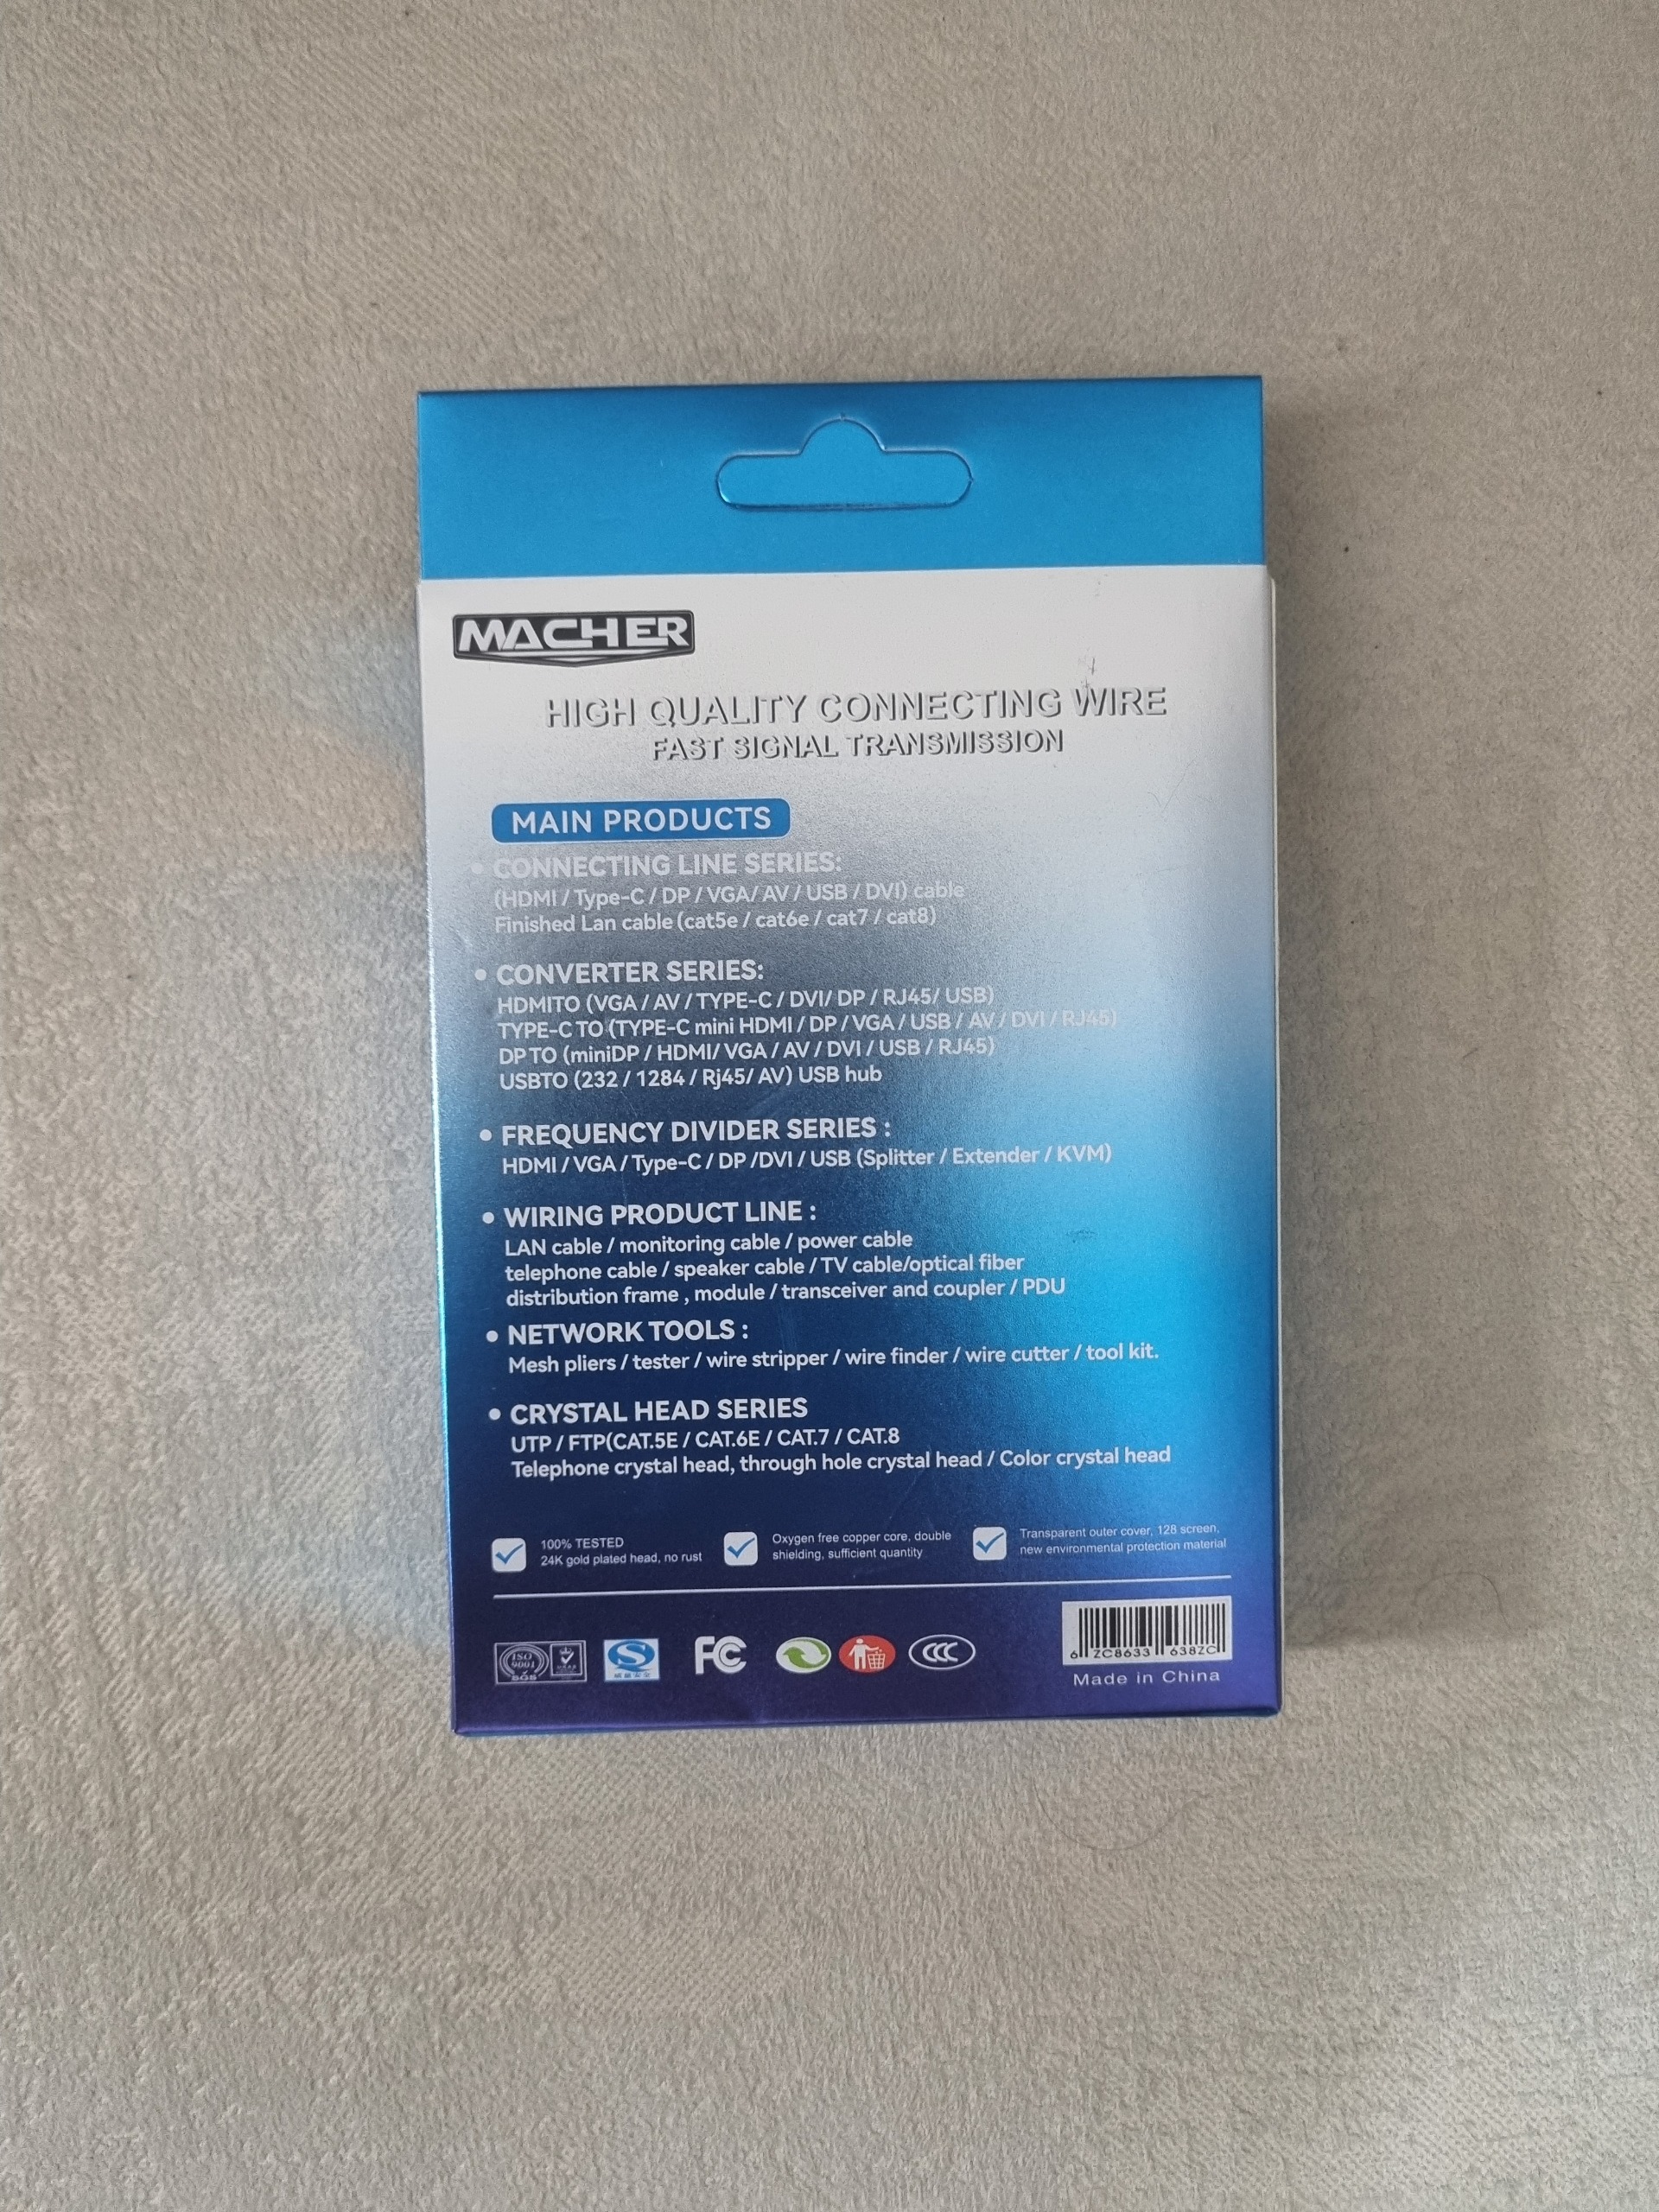 MACHER
HIGH QUALITY CONNECTING WIRE
FAST SIGNAL TRANSMISSION
MAIN PRODUCTS
• CONNECTING LINE SERIES:
(HDMI / Type-C / DP / VGA/ AV / USB / DVI) cable
Finished Lan cable (cat5e / cat6e / cat7 / cat8)
• CONVERTER SERIES:
HDMITO (VGA / AV / TYPE-C / DVI/ DP / RJ45/ USB)
TYPE-C TO (TYPE-C mini HDMI / DP / VGA / USB / AV / DVI / RJ45)
DP TO (miniDP / HDMI/ VGA / AV / DVI / USB / RJ45)
USBTO (232 / 1284 / Rj45/ AV) USB hub
• FREQUENCY DIVIDER SERIES :
HDMI / VGA / Type-C / DP /DVI / USB (Splitter / Extender / KVM)
• WIRING PRODUCT LINE :
LAN cable / monitoring cable / power cable
telephone cable / speaker cable / TV cable/optical fiber
distribution frame , module / transceiver and coupler / PDU
• NETWORK TOOLS :
Mesh pliers / tester / wire stripper / wire finder / wire cutter / tool kit.
• CRYSTAL HEAD SERIES
UTP / FTP(CAT.5E / CAT.6E / CAT.7 / CAT.8
Telephone crystal head, through hole crystal head / Color crystal head
100% TESTED
24K gold plated head, no rust
Oxygen free copper core, double
shielding, sufficient quantity
Transparent outer cover, 128 screen,
new environmental protection material
ISO
9001
SGS
FC
CCC
6 ZC8633 638ZC
Made in China